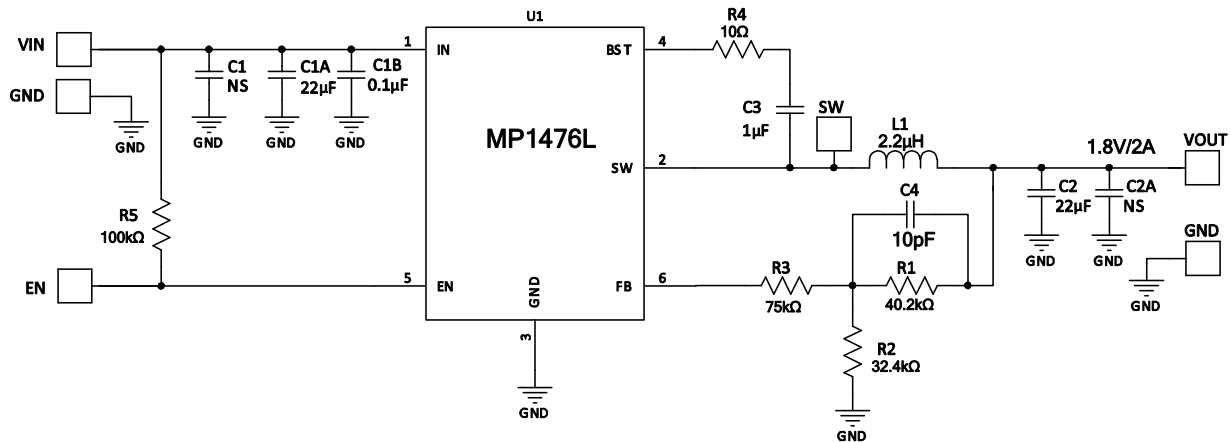 U1
VIN
GND
GND
C1
NS
GND
C1A
22µF
GND
C1B
0.1µF
GND
R5
100kΩ
EN
1
IN
5
EN
MP1476L
GND
3
GND
BST
4
SW
2
FB
6
R4
10Ω
C3
1µF
SW
L1
2.2µH
C4
10pF
R3
75kΩ
R1
40.2kΩ
R2
32.4kΩ
GND
1.8V/2A
VOUT
C2
22µF
GND
C2A
NS
GND
GND
GND